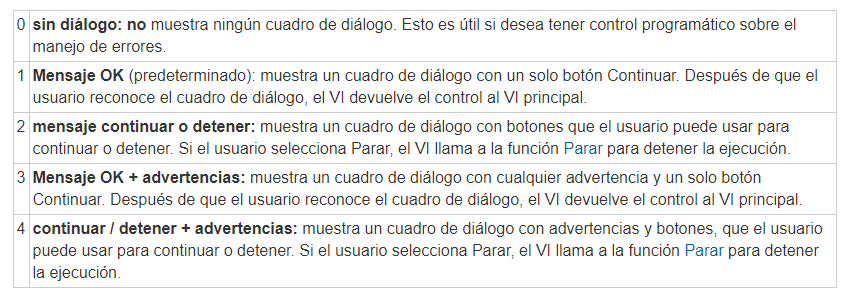 0 sin diálogo: no muestra ningún cuadro de diálogo. Esto es útil si desea tener control programático sobre el
manejo de errores.
1 Mensaje OK (predeterminado): muestra un cuadro de diálogo con un solo botón Continuar. Después de que el
usuario reconoce el cuadro de diálogo, el VI devuelve el control al VI principal.
2 mensaje continuar o detener: muestra un cuadro de diálogo con botones que el usuario puede usar para
continuar o detener. Si el usuario selecciona Parar, el VI llama a la función Parar para detener la ejecución.
3 Mensaje OK + advertencias: muestra un cuadro de diálogo con cualquier advertencia y un solo botón
Continuar. Después de que el usuario reconoce el cuadro de diálogo, el VI devuelve el control al VI principal.
4 continuar / detener + advertencias: muestra un cuadro de diálogo con advertencias y botones, que el usuario
puede usar para continuar o detener. Si el usuario selecciona Parar, el VI llama a la función Parar para detener
la ejecución.